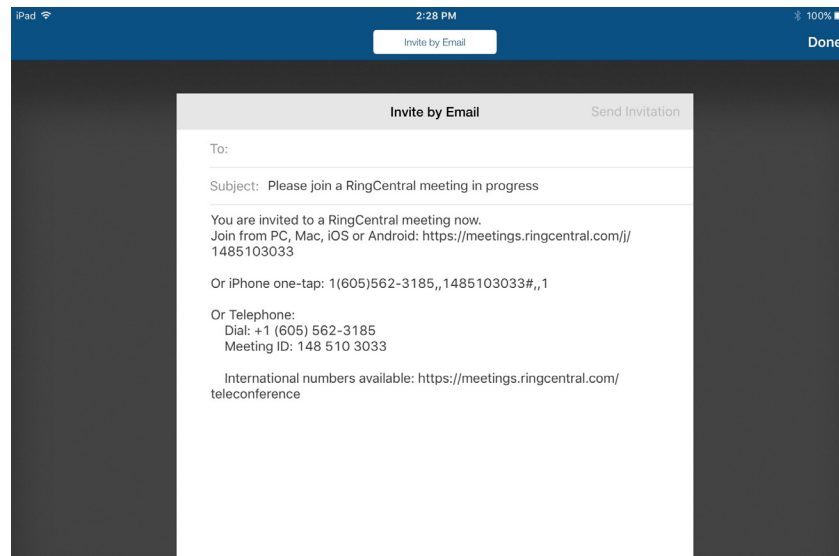 iPad 2:28 PM 100%
Invite by Email
Done
Invite by Email Send Invitation
To:
Subject: Please join a RingCentral meeting in progress
You are invited to a RingCentral meeting now.
Join from PC, Mac, iOS or Android: https://meetings.ringcentral.com/j/
1485103033
Or iPhone one-tap: 1(605)562-3185,,1485103033#,,1
Or Telephone:
Dial: +1 (605) 562-3185
Meeting ID: 148 510 3033
International numbers available: https://meetings.ringcentral.com/
teleconference